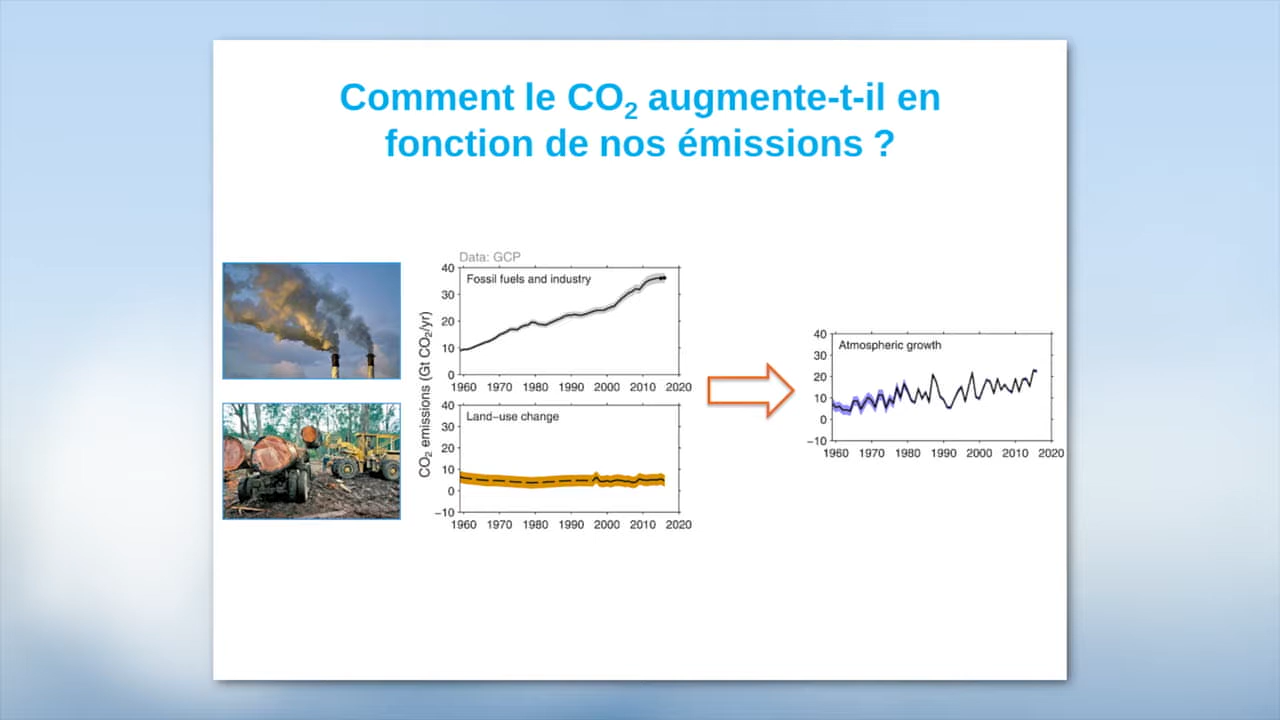 Comment le CO₂ augmente-t-il en
fonction de nos émissions ?
Data: GCP
CO₂ emissions (Gt CO₂/yr)
40
Fossil fuels and industry
30
20
10
0
1960 1970 1980 1990 2000 2010 2020
40
Land−use change
30
20
10
0
−10
1960 1970 1980 1990 2000 2010 2020
40
Atmospheric growth
30
20
10
0
−10
1960 1970 1980 1990 2000 2010 2020